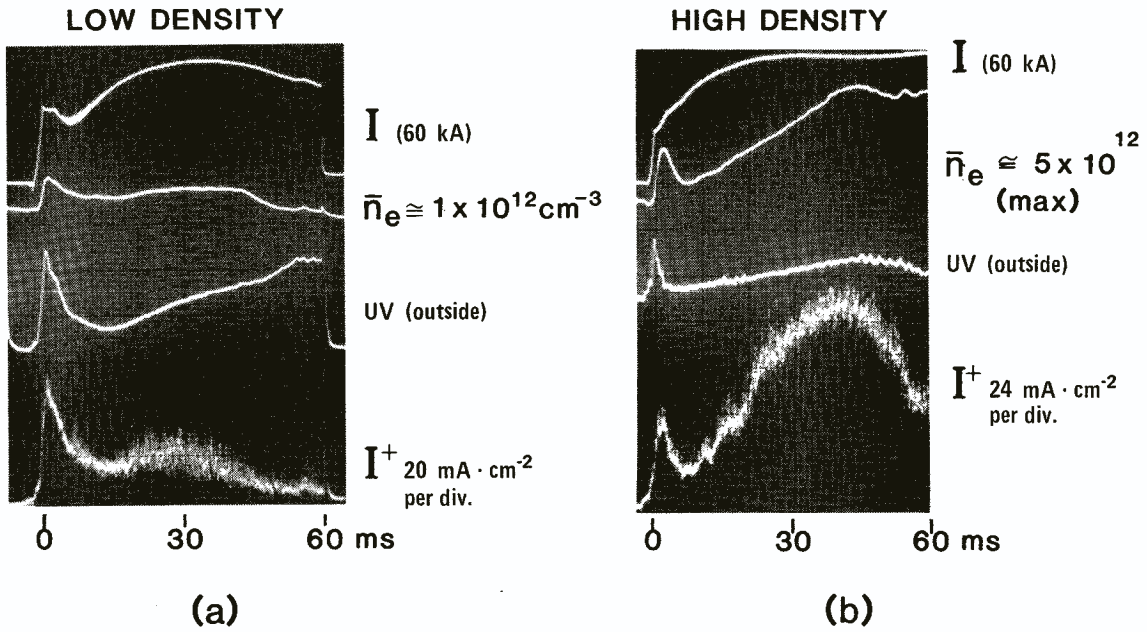 LOW DENSITY
I (60 kA)
n̄e ≅ 1 x 10¹²cm⁻³
UV (outside)
I⁺ 20 mA · cm⁻²
per div.
0 30 60 ms
(a)
HIGH DENSITY
I (60 kA)
n̄e ≅ 5 x 10¹²
(max)
UV (outside)
I⁺ 24 mA · cm⁻²
per div.
0 30 60 ms
(b)